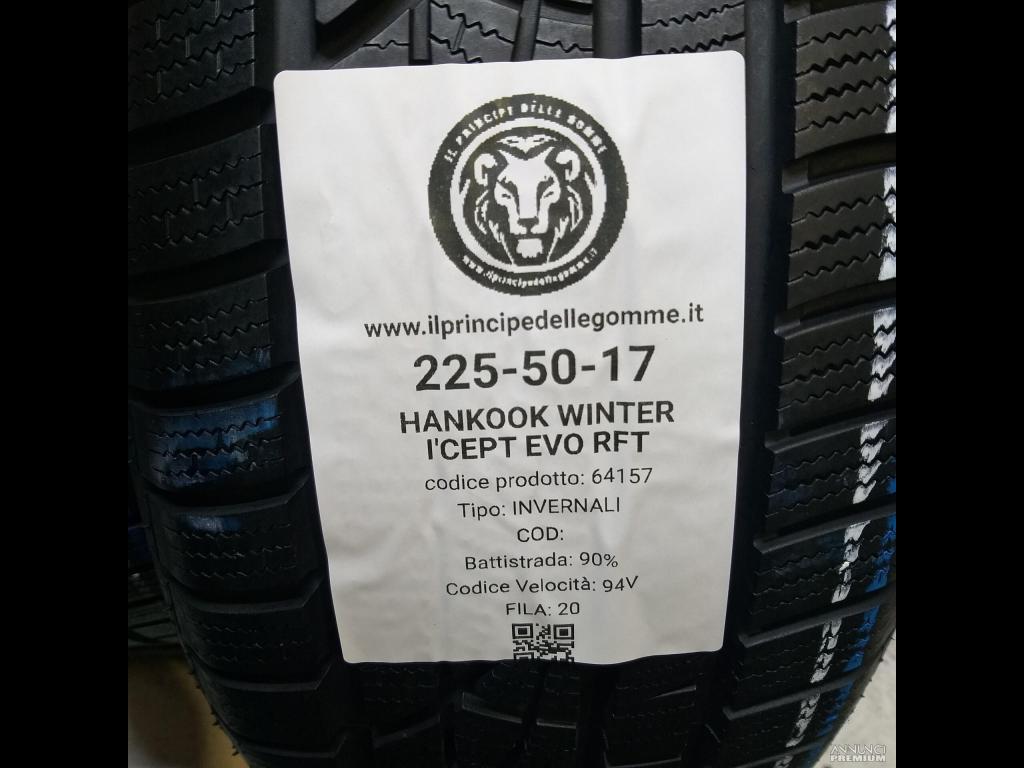 IL PRINCIPE DELLE GOMME
www.ilprincipedellegomme.it
www.ilprincipedellegomme.it
225-50-17
HANKOOK WINTER
I'CEPT EVO RFT
codice prodotto: 64157
Tipo: INVERNALI
COD:
Battistrada: 90%
Codice Velocità: 94V
FILA: 20
ANNUNCI
PREMIUM